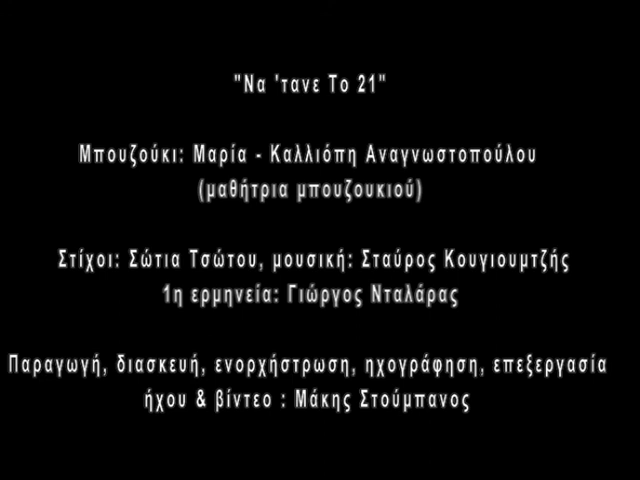 "Να 'τανε Το 21"
Μπουζούκι: Μαρία - Καλλιόπη Αναγνωστοπούλου
(μαθήτρια μπουζουκιού)
Στίχοι: Σώτια Τσώτου, μουσική: Σταύρος Κουγιουμτζής
1η ερμηνεία: Γιώργος Νταλάρας
Παραγωγή, διασκευή, ενορχήστρωση, ηχογράφηση, επεξεργασία
ήχου & βίντεο : Μάκης Στούμπανος